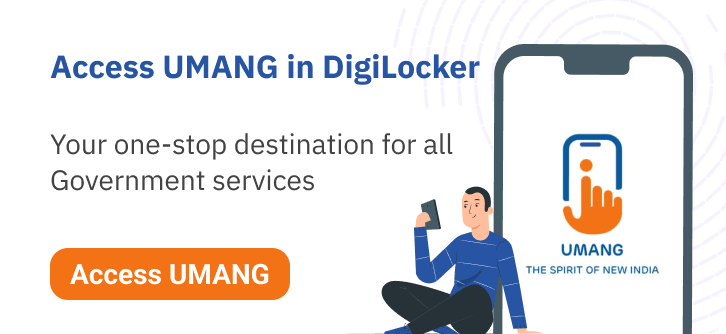 Access UMANG in DigiLocker
Your one-stop destination for all
Government services
Access UMANG
UMANG
THE SPIRIT OF NEW INDIA